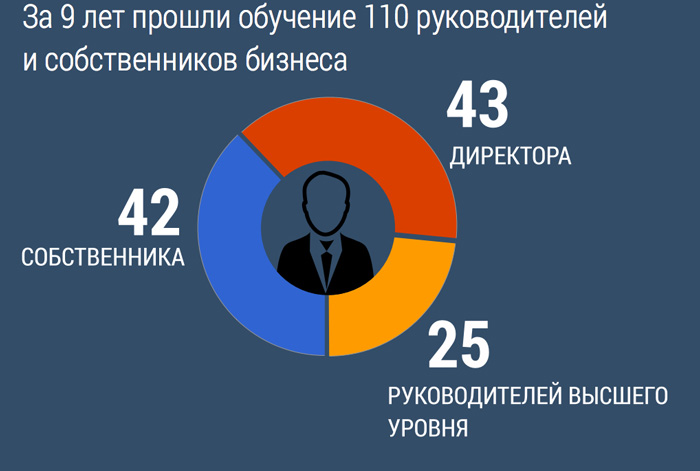 За 9 лет прошли обучение 110 руководителей
и собственников бизнеса
43
ДИРЕКТОРА
42
СОБСТВЕННИКА
25
РУКОВОДИТЕЛЕЙ ВЫСШЕГО
УРОВНЯ